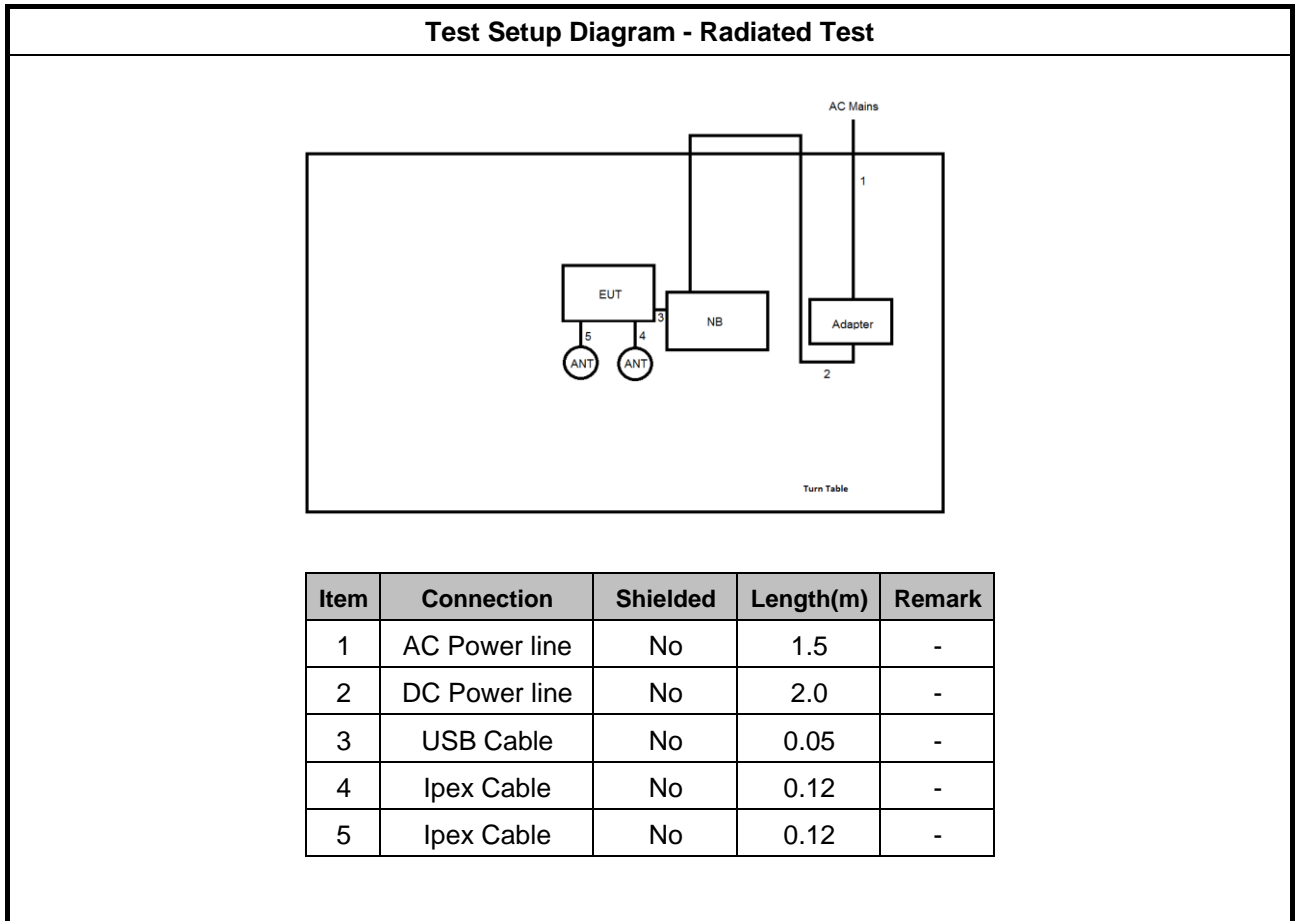 Test Setup Diagram - Radiated Test
AC Mains
1
EUT
3
NB
Adapter
5
4
ANT
ANT
2
Turn Table
Item Connection Shielded Length(m) Remark
1 AC Power line No 1.5 -
2 DC Power line No 2.0 -
3 USB Cable No 0.05 -
4 Ipex Cable No 0.12 -
5 Ipex Cable No 0.12 -